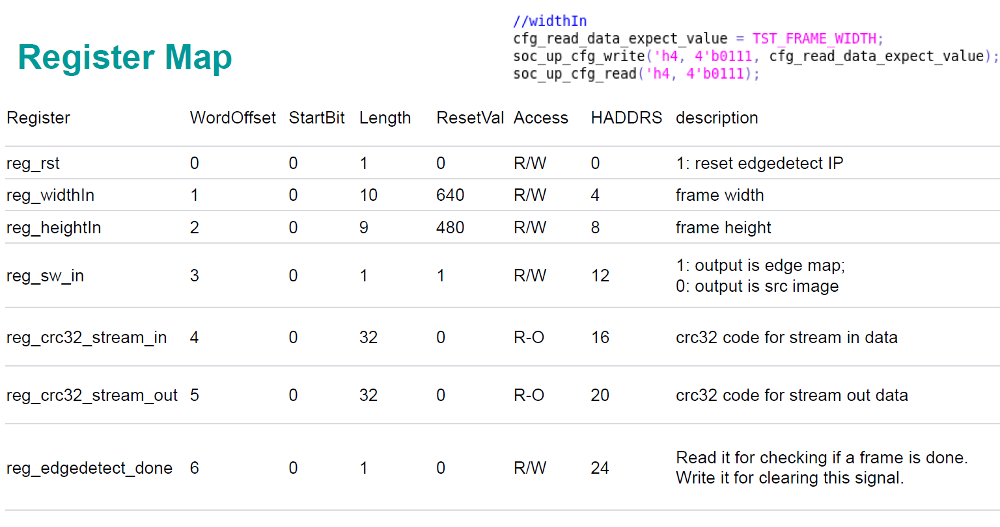 //widthIn
cfg_read_data_expect_value = TST_FRAME_WIDTH;
soc_up_cfg_write('h4, 4'b0111, cfg_read_data_expect_value);
soc_up_cfg_read('h4, 4'b0111);
Register Map
Register WordOffset StartBit Length ResetVal Access HADDRS description
reg_rst 0 0 1 0 R/W 0 1: reset edgedetect IP
reg_widthIn 1 0 10 640 R/W 4 frame width
reg_heightIn 2 0 9 480 R/W 8 frame height
reg_sw_in 3 0 1 1 R/W 12 1: output is edge map;
0: output is src image
reg_crc32_stream_in 4 0 32 0 R-O 16 crc32 code for stream in data
reg_crc32_stream_out 5 0 32 0 R-O 20 crc32 code for stream out data
reg_edgedetect_done 6 0 1 0 R/W 24 Read it for checking if a frame is done.
Write it for clearing this signal.